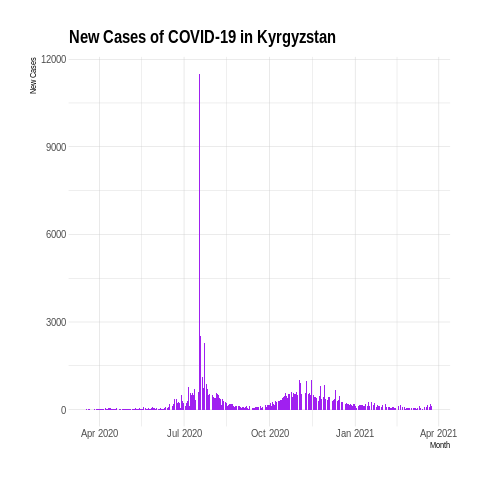 New Cases of COVID-19 in Kyrgyzstan
New Cases
12000
9000
6000
3000
0
Apr 2020
Jul 2020
Oct 2020
Jan 2021
Apr 2021
Month